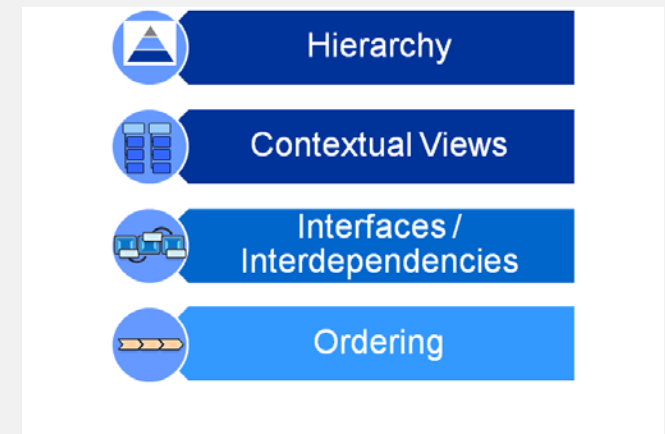 Hierarchy
Contextual Views
Interfaces /
Interdependencies
Ordering